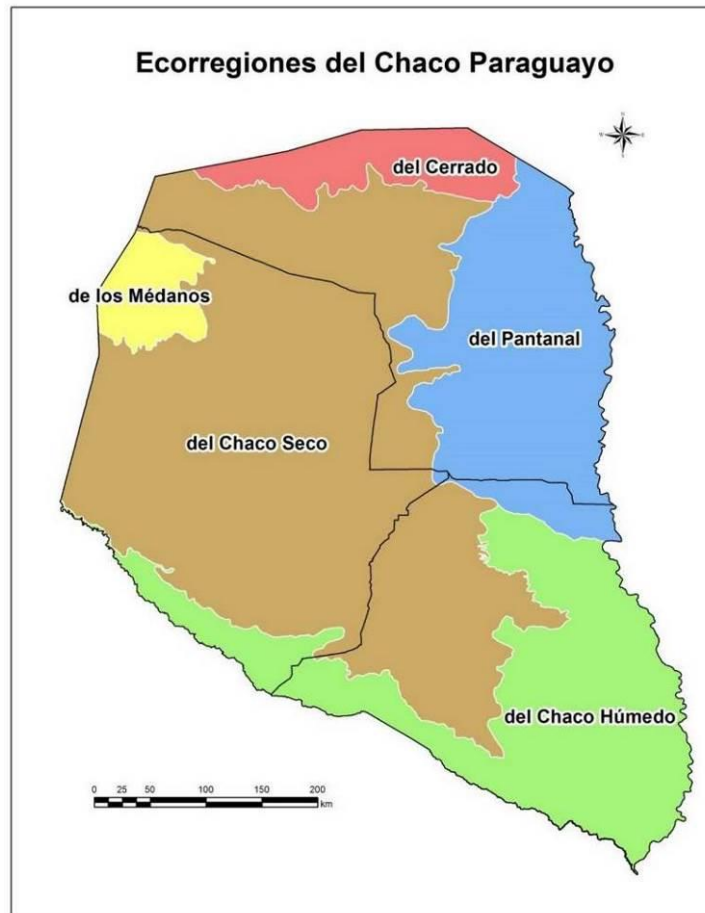 Ecorregiones del Chaco Paraguayo
del Cerrado
de los Médanos
del Pantanal
del Chaco Seco
del Chaco Húmedo
0 25 50 100 150 200
km